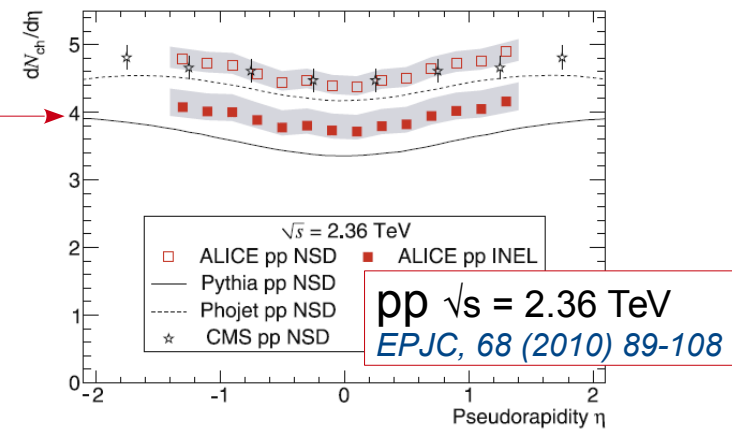 dNch/dη
5
4
3
2
1
0
-2
-1
0
1
2
Pseudorapidity η
√s = 2.36 TeV
ALICE pp NSD ALICE pp INEL
Pythia pp NSD
Phojet pp NSD
CMS pp NSD
pp √s = 2.36 TeV
EPJC, 68 (2010) 89-108